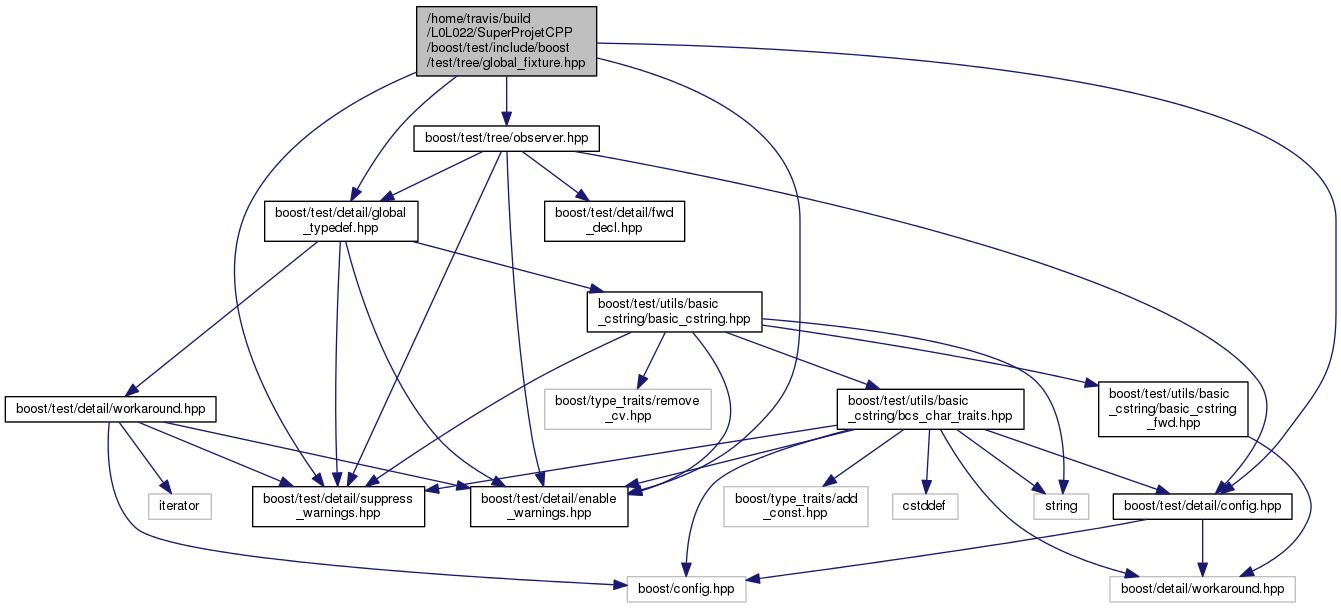 /home/travis/build
/L0L022/SuperProjetCPP
/boost/test/include/boost
/test/tree/global_fixture.hpp
boost/test/tree/observer.hpp
boost/test/detail/global
_typedef.hpp
boost/test/detail/fwd
_decl.hpp
boost/test/utils/basic
_cstring/basic_cstring.hpp
boost/test/detail/workaround.hpp
boost/type_traits/remove
_cv.hpp
boost/test/utils/basic
_cstring/bcs_char_traits.hpp
boost/test/utils/basic
_cstring/basic_cstring
_fwd.hpp
iterator
boost/test/detail/suppress
_warnings.hpp
boost/test/detail/enable
_warnings.hpp
boost/type_traits/add
_const.hpp
cstddef
string
boost/test/detail/config.hpp
boost/config.hpp
boost/detail/workaround.hpp